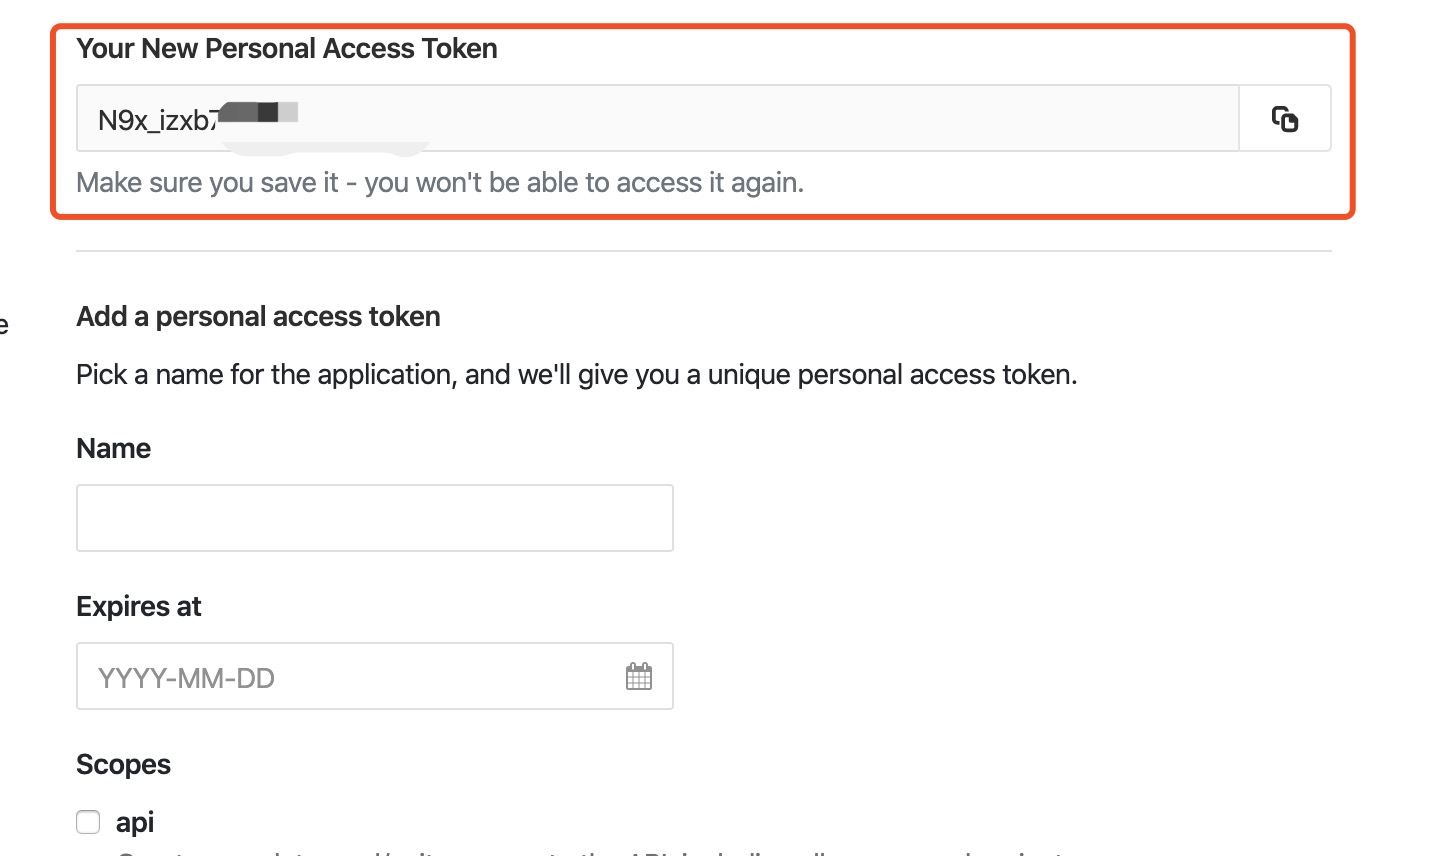 Your New Personal Access Token
N9x_izxb7
Make sure you save it - you won't be able to access it again.
e
Add a personal access token
Pick a name for the application, and we'll give you a unique personal access token.
Name
Expires at
YYYY-MM-DD
Scopes
api